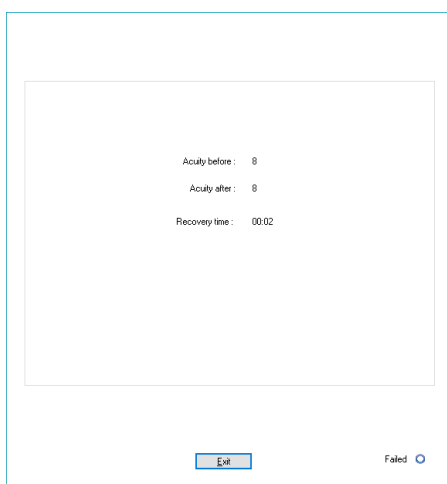 Acuity before : 8
Acuity after : 8
Recovery time : 00:02
Exit
Failed